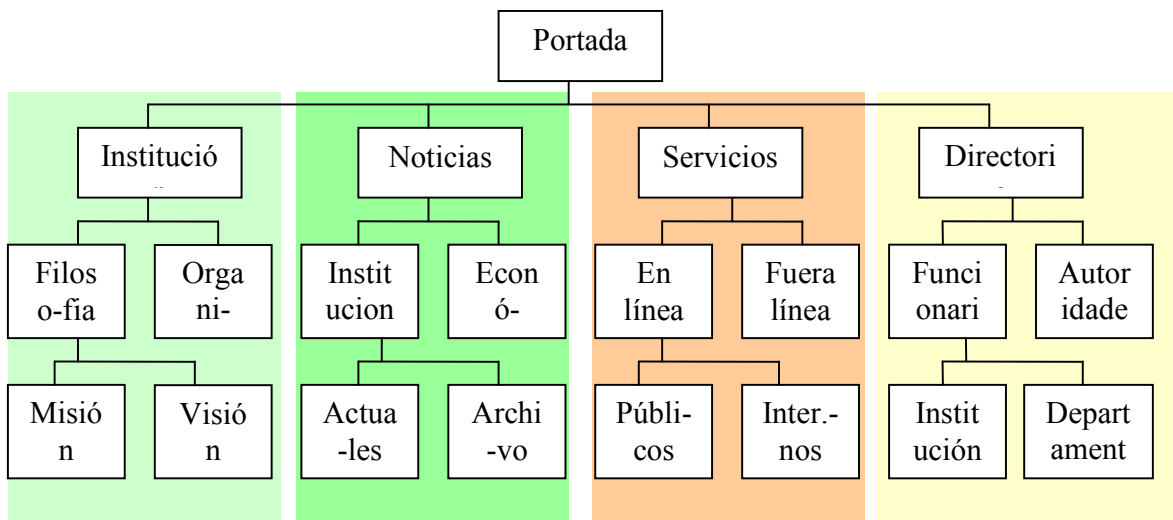 Portada
Institució
Noticias
Servicios
Directori
Filos
o-fia
Orga
ni-
Instit
ucion
Econ
ó-
En
línea
Fuera
línea
Funci
onari
Autor
idade
Misió
n
Visió
n
Actua
-les
Archi
-vo
Públi-
cos
Inter.-
nos
Instit
ución
Depart
ament